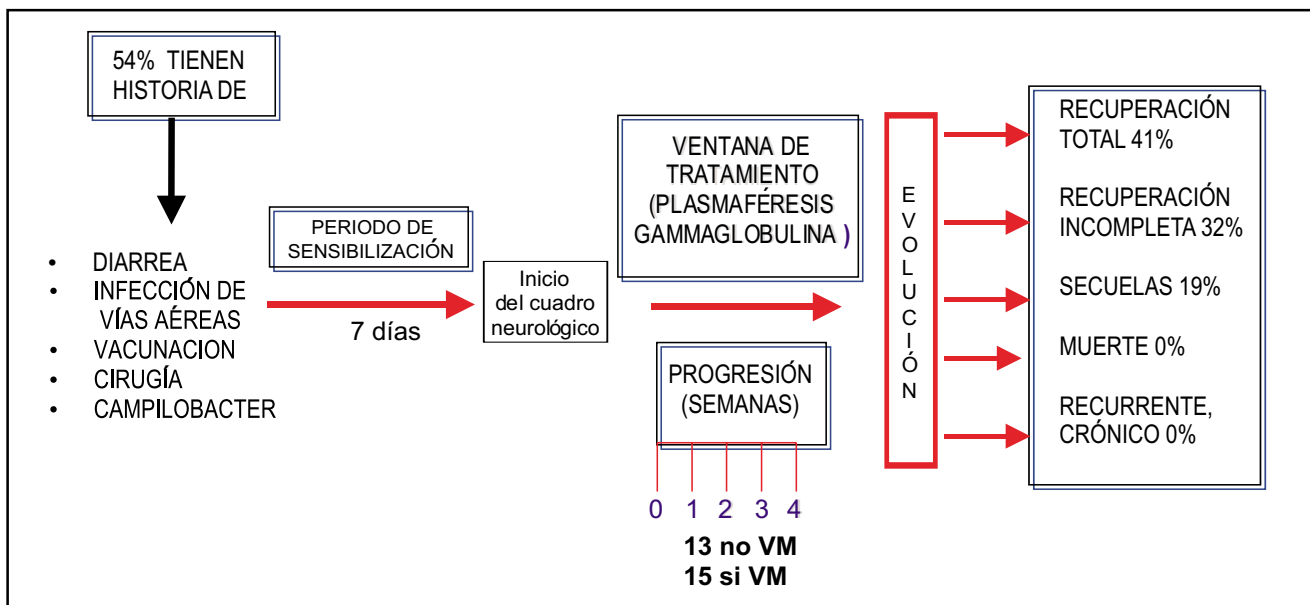 54% TIENEN
HISTORIA DE
• DIARREA
• INFECCIÓN DE
VÍAS AÉREAS
• VACUNACION
• CIRUGÍA
• CAMPILOBACTER
PERIODO DE
SENSIBILIZACIÓN
7 días
Inicio
del cuadro
neurológico
VENTANA DE
TRATAMIENTO
(PLASMAFÉRESIS
GAMMAGLOBULINA )
PROGRESIÓN
(SEMANAS)
0 1 2 3 4
13 no VM
15 si VM
EVOLUCIÓN
RECUPERACIÓN
TOTAL 41%
RECUPERACIÓN
INCOMPLETA 32%
SECUELAS 19%
MUERTE 0%
RECURRENTE,
CRÓNICO 0%